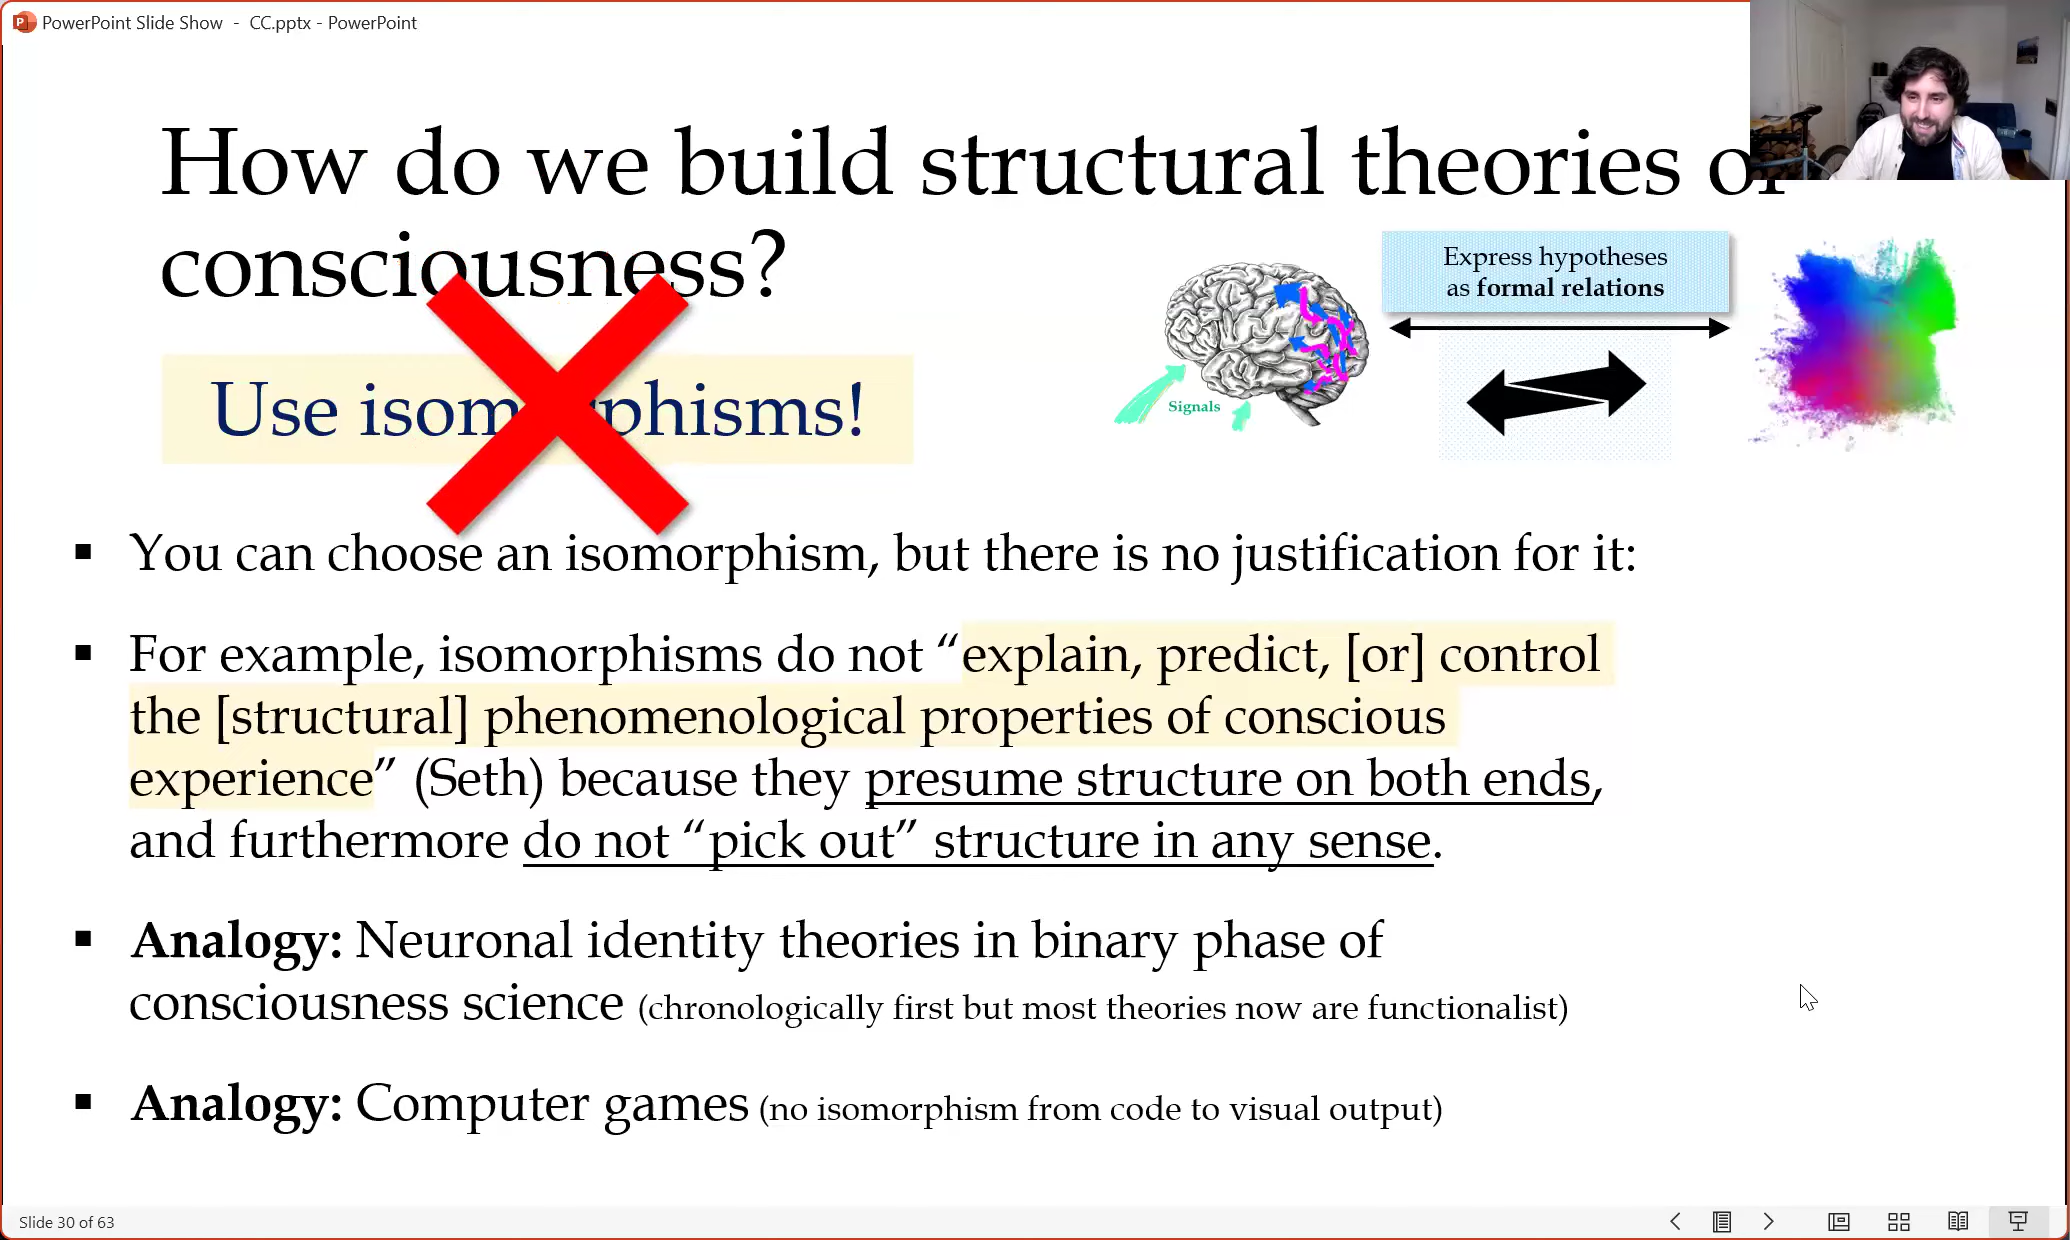 PowerPoint Slide Show - CC.pptx - PowerPoint
How do we build structural theories of
consciousness?
Express hypotheses
as formal relations
Signals
Use isomorphisms!
▪ You can choose an isomorphism, but there is no justification for it:
▪ For example, isomorphisms do not “explain, predict, [or] control
the [structural] phenomenological properties of conscious
experience” (Seth) because they presume structure on both ends,
and furthermore do not “pick out” structure in any sense.
▪ Analogy: Neuronal identity theories in binary phase of
consciousness science (chronologically first but most theories now are functionalist)
▪ Analogy: Computer games (no isomorphism from code to visual output)
Slide 30 of 63